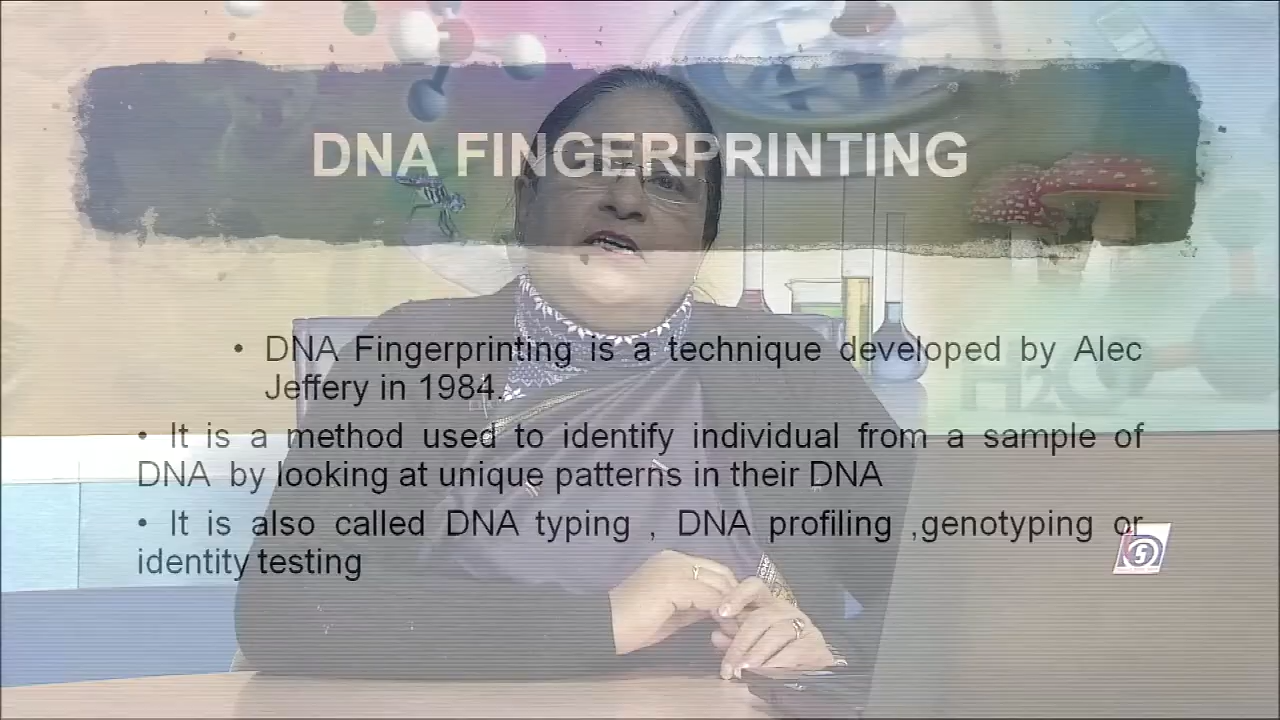 DNA FINGERPRINTING
• DNA Fingerprinting is a technique developed by Alec
Jeffery in 1984.
• It is a method used to identify individual from a sample of
DNA by looking at unique patterns in their DNA
• It is also called DNA typing , DNA profiling ,genotyping or
identity testing
H2O